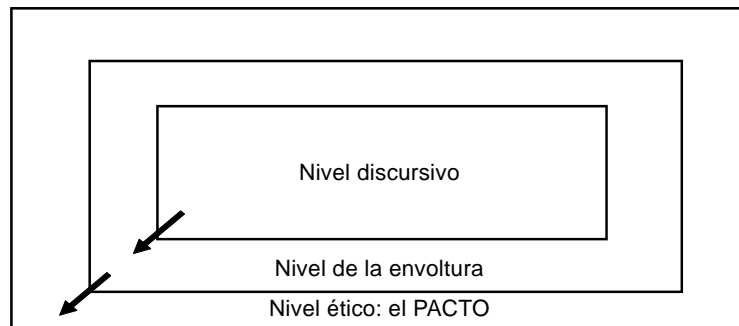 Nivel discursivo
Nivel de la envoltura
Nivel ético: el PACTO